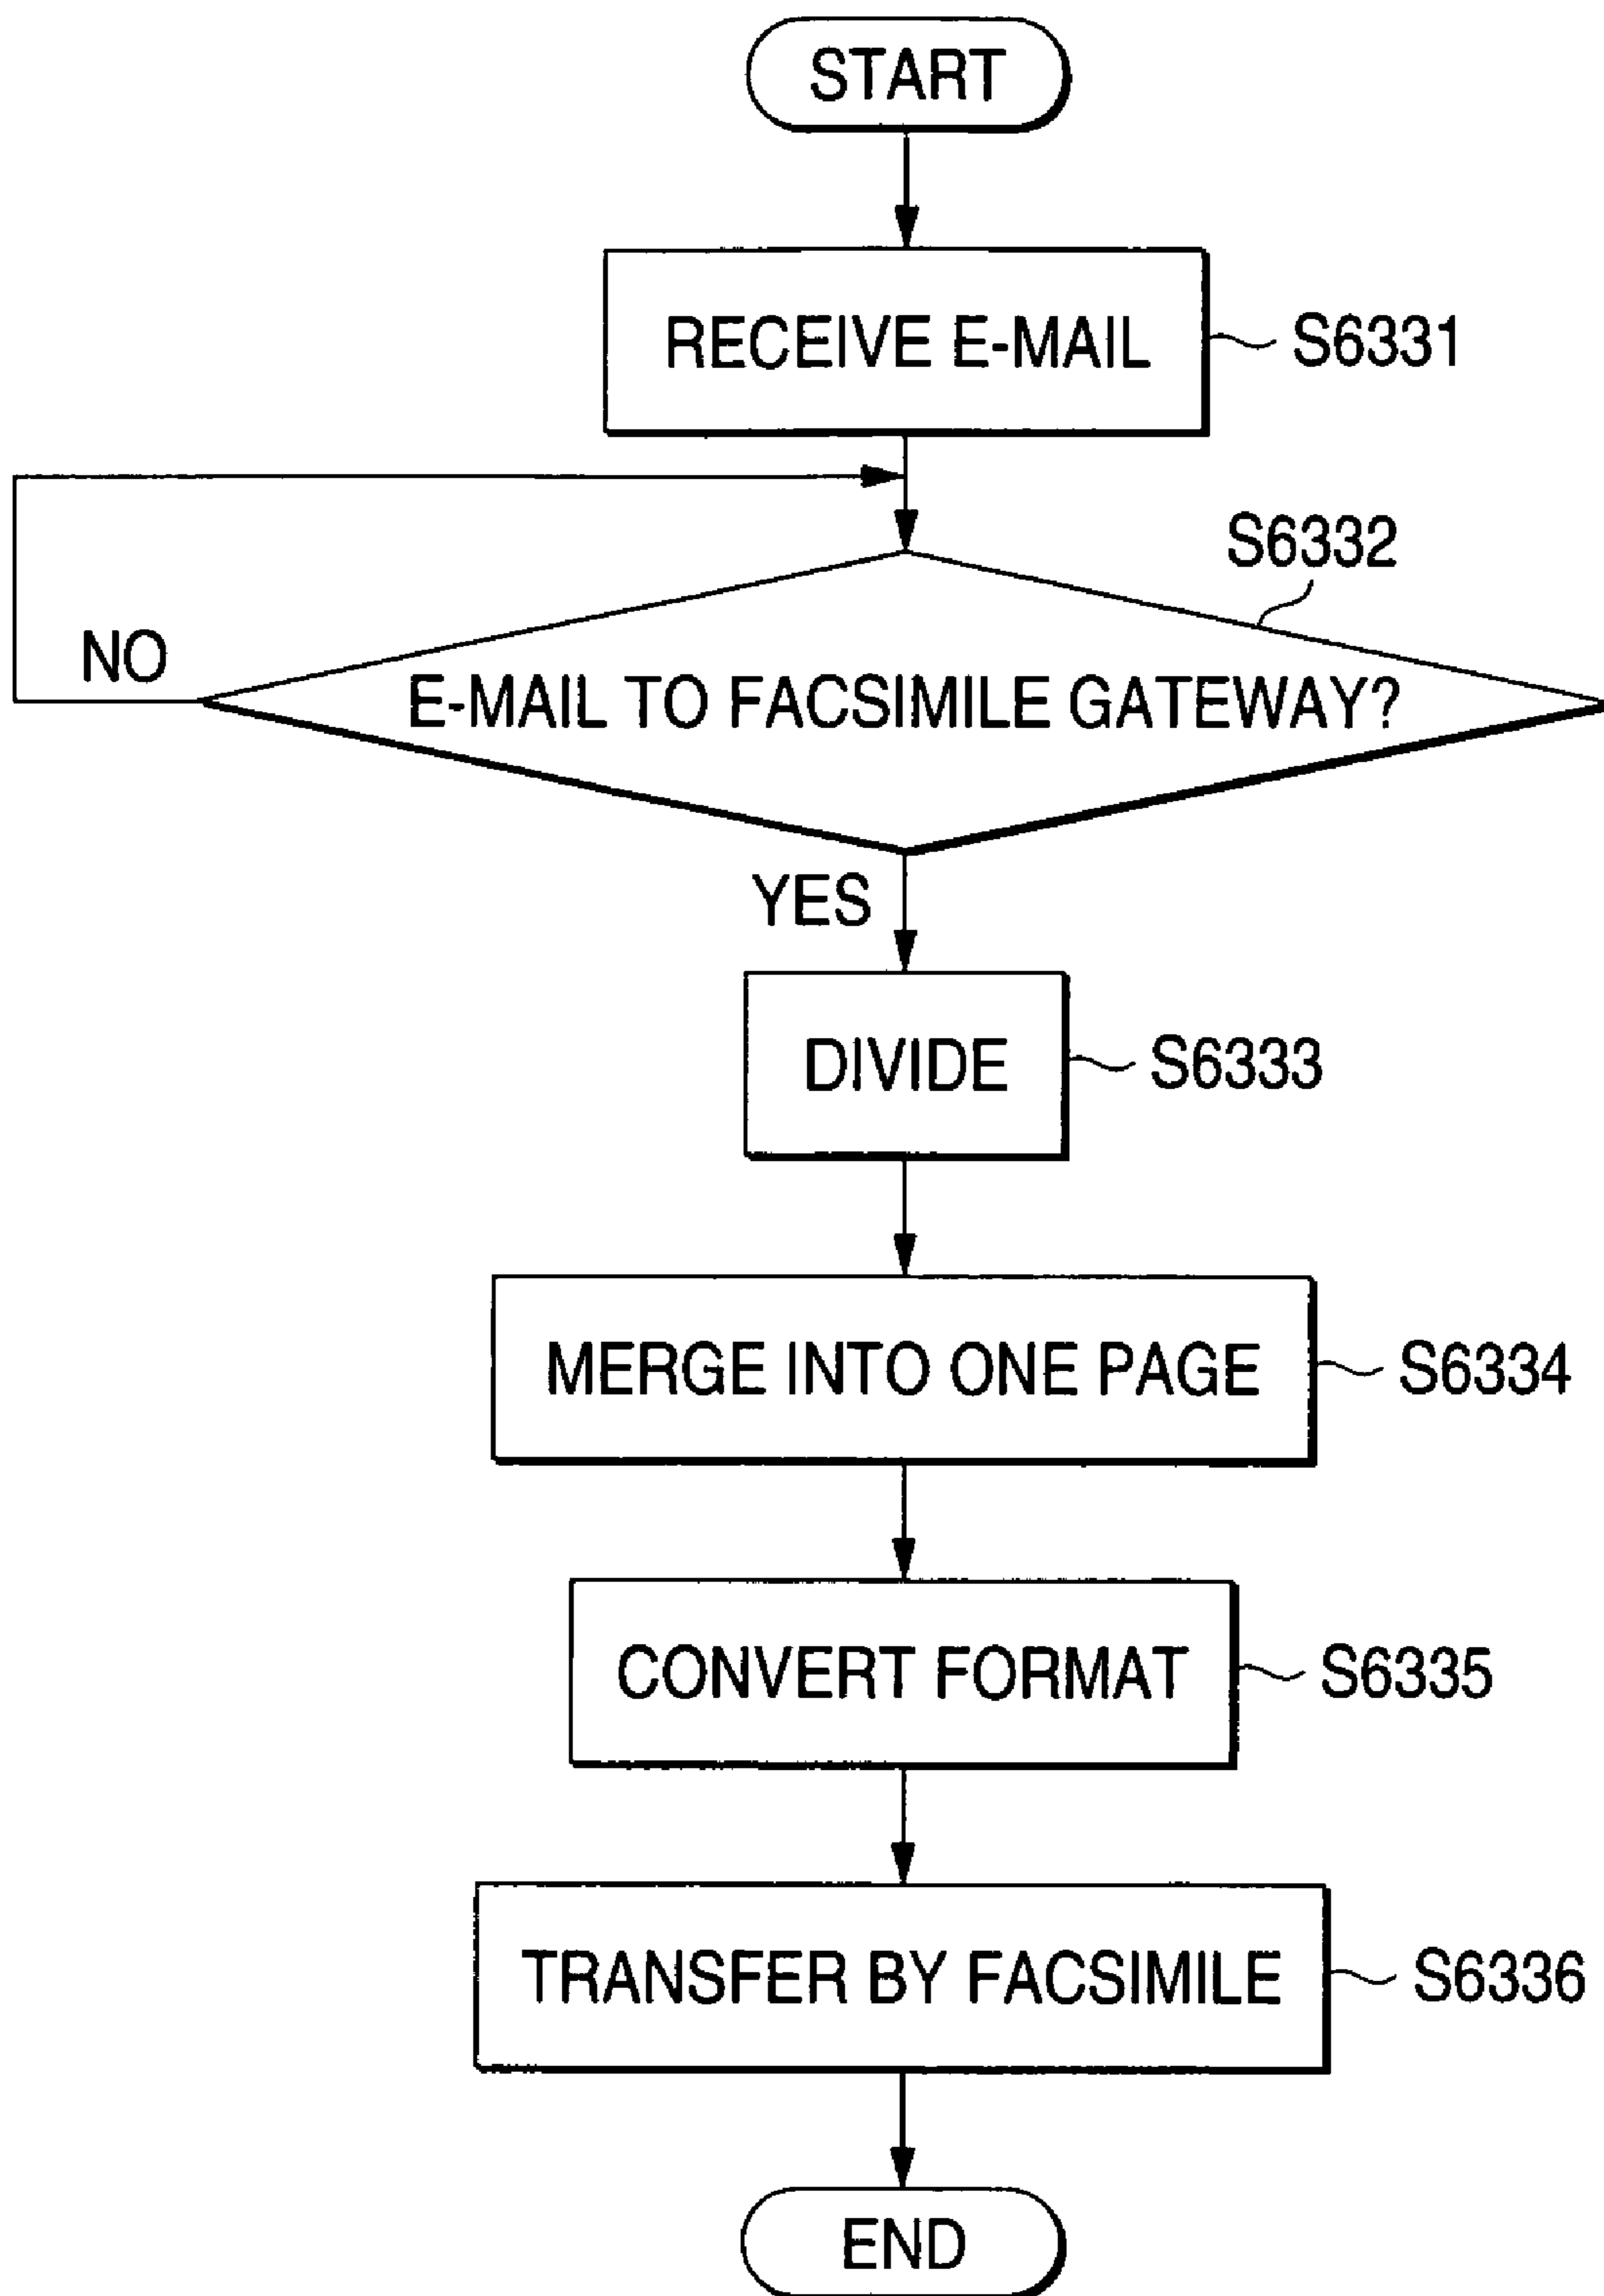 START
RECEIVE E-MAIL
S6331
S6332
NO
E-MAIL TO FACSIMILE GATEWAY?
YES
DIVIDE
S6333
MERGE INTO ONE PAGE
S6334
CONVERT FORMAT
S6335
TRANSFER BY FACSIMILE
S6336
END